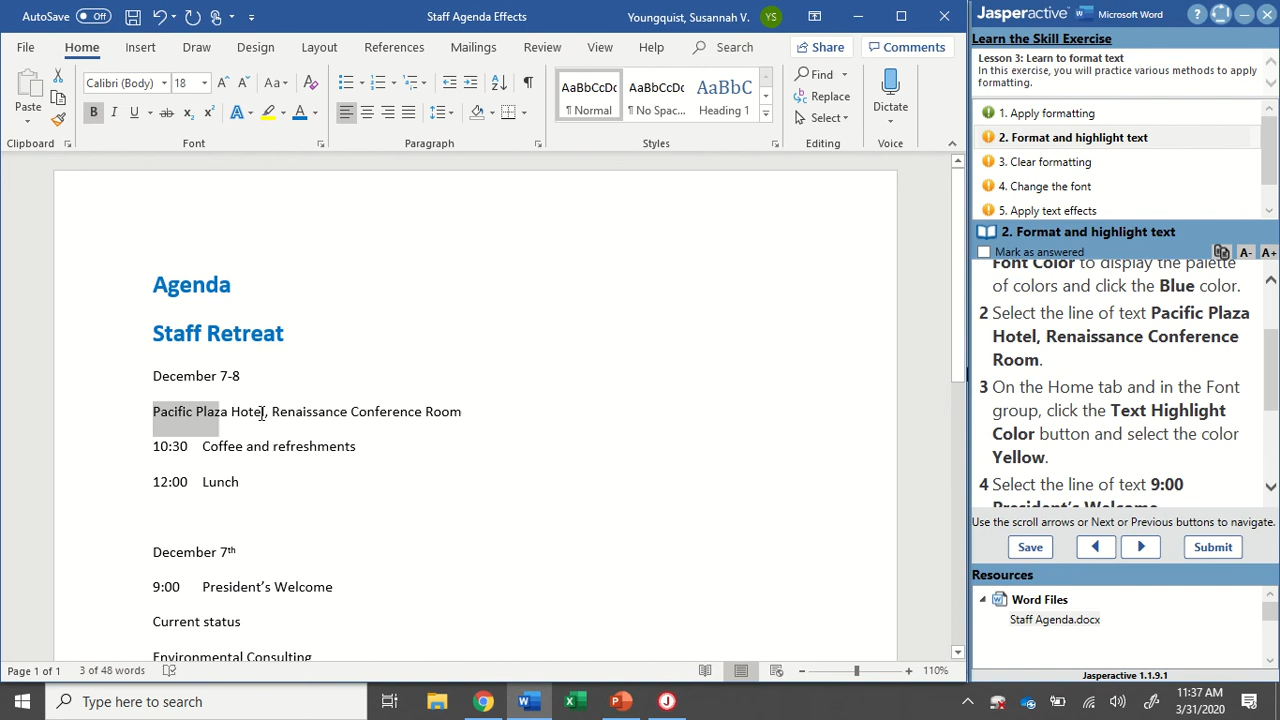 AutoSave Off
Staff Agenda Effects
Youngquist, Susannah V. YS
File Home Insert Draw Design Layout References Mailings Review View Help Search Share Comments
Paste
Calibri (Body) 18
B I U ab x₂ x² A A
AaBbCcDc AaBbCcDc AaBbC
¶ Normal ¶ No Spac... Heading 1
Find
Replace
Select
Dictate
Clipboard Font Paragraph Styles Editing Voice
Agenda
Staff Retreat
December 7-8
Pacific Plaza Hotel, Renaissance Conference Room
10:30 Coffee and refreshments
12:00 Lunch
December 7th
9:00 President’s Welcome
Current status
Environmental Consulting
Page 1 of 1 3 of 48 words 110%
Jasperactive Microsoft Word
Learn the Skill Exercise
Lesson 3: Learn to format text
In this exercise, you will practice various methods to apply
formatting.
1. Apply formatting
2. Format and highlight text
3. Clear formatting
4. Change the font
5. Apply text effects
2. Format and highlight text
Mark as answered A- A+
Font Color to display the palette
of colors and click the Blue color.
2 Select the line of text Pacific Plaza
Hotel, Renaissance Conference
Room.
3 On the Home tab and in the Font
group, click the Text Highlight
Color button and select the color
Yellow.
4 Select the line of text 9:00
President’s Welcome
Use the scroll arrows or Next or Previous buttons to navigate.
Save Submit
Resources
Word Files
Staff Agenda.docx
Jasperactive 1.1.9.1
Type here to search
11:37 AM
3/31/2020